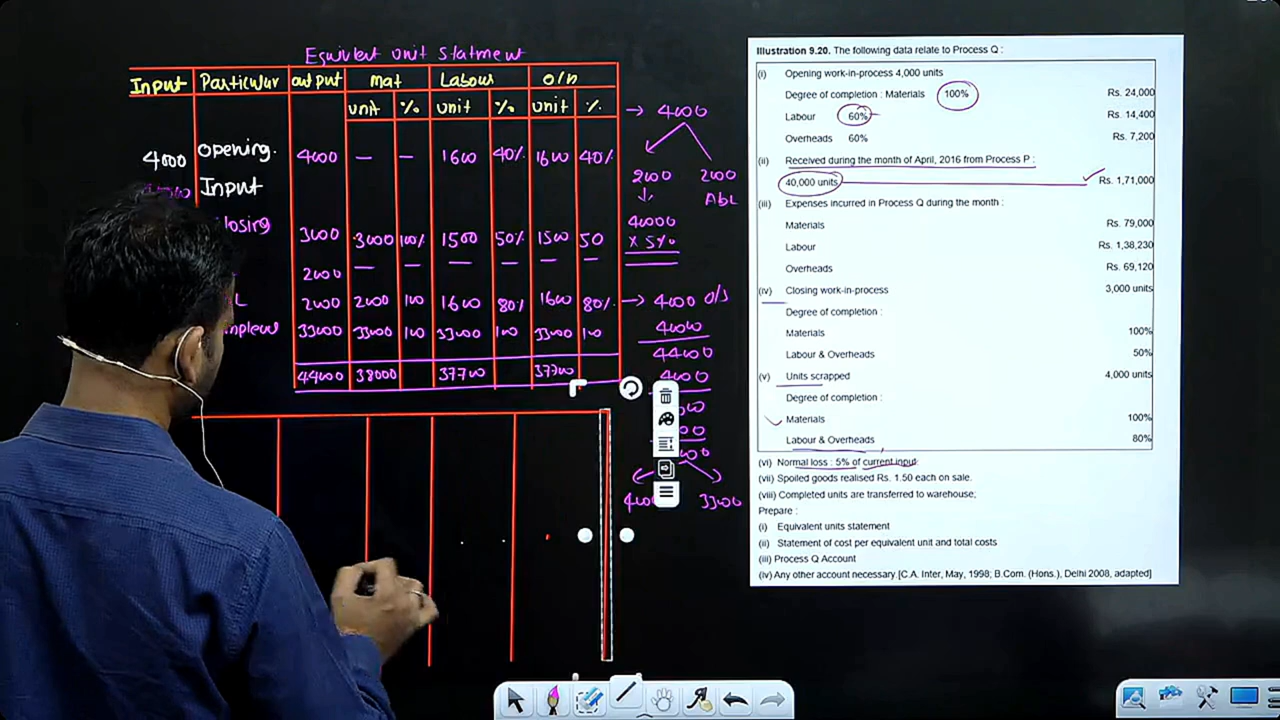 Equivalent unit Statment
Input Particular output mat Labour O/H
unit % unit % unit %
4000 Opening. 4000 — — 1600 40% 1600 40%
Input
losing 3000 3000 100% 1500 50% 1500 50
2000 — — — — — —
L 2000 2000 100 1600 80% 1600 80%
33000 33000 100 33000 100 33000 100
44000 38000 37700 37700
→ 4000
2000 2000
AbL
40000
× 5%
→ 4000 O/S
4000
44000
4000
33000
Illustration 9.20. The following data relate to Process Q :
(i) Opening work-in-process 4,000 units
Degree of completion : Materials 100% Rs. 24,000
Labour 60% Rs. 14,400
Overheads 60% Rs. 7,200
(ii) Received during the month of April, 2016 from Process P :
40,000 units Rs. 1,71,000
(iii) Expenses incurred in Process Q during the month :
Materials Rs. 79,000
Labour Rs. 1,38,230
Overheads Rs. 69,120
(iv) Closing work-in-process 3,000 units
Degree of completion :
Materials 100%
Labour & Overheads 50%
(v) Units scrapped 4,000 units
Degree of completion :
Materials 100%
Labour & Overheads 80%
(vi) Normal loss : 5% of current input
(vii) Spoiled goods realised Rs. 1.50 each on sale.
(viii) Completed units are transferred to warehouse;
Prepare :
(i) Equivalent units statement
(ii) Statement of cost per equivalent unit and total costs
(iii) Process Q Account
(iv) Any other account necessary [C.A. Inter, May, 1998; B.Com. (Hons.), Delhi 2008, adapted]